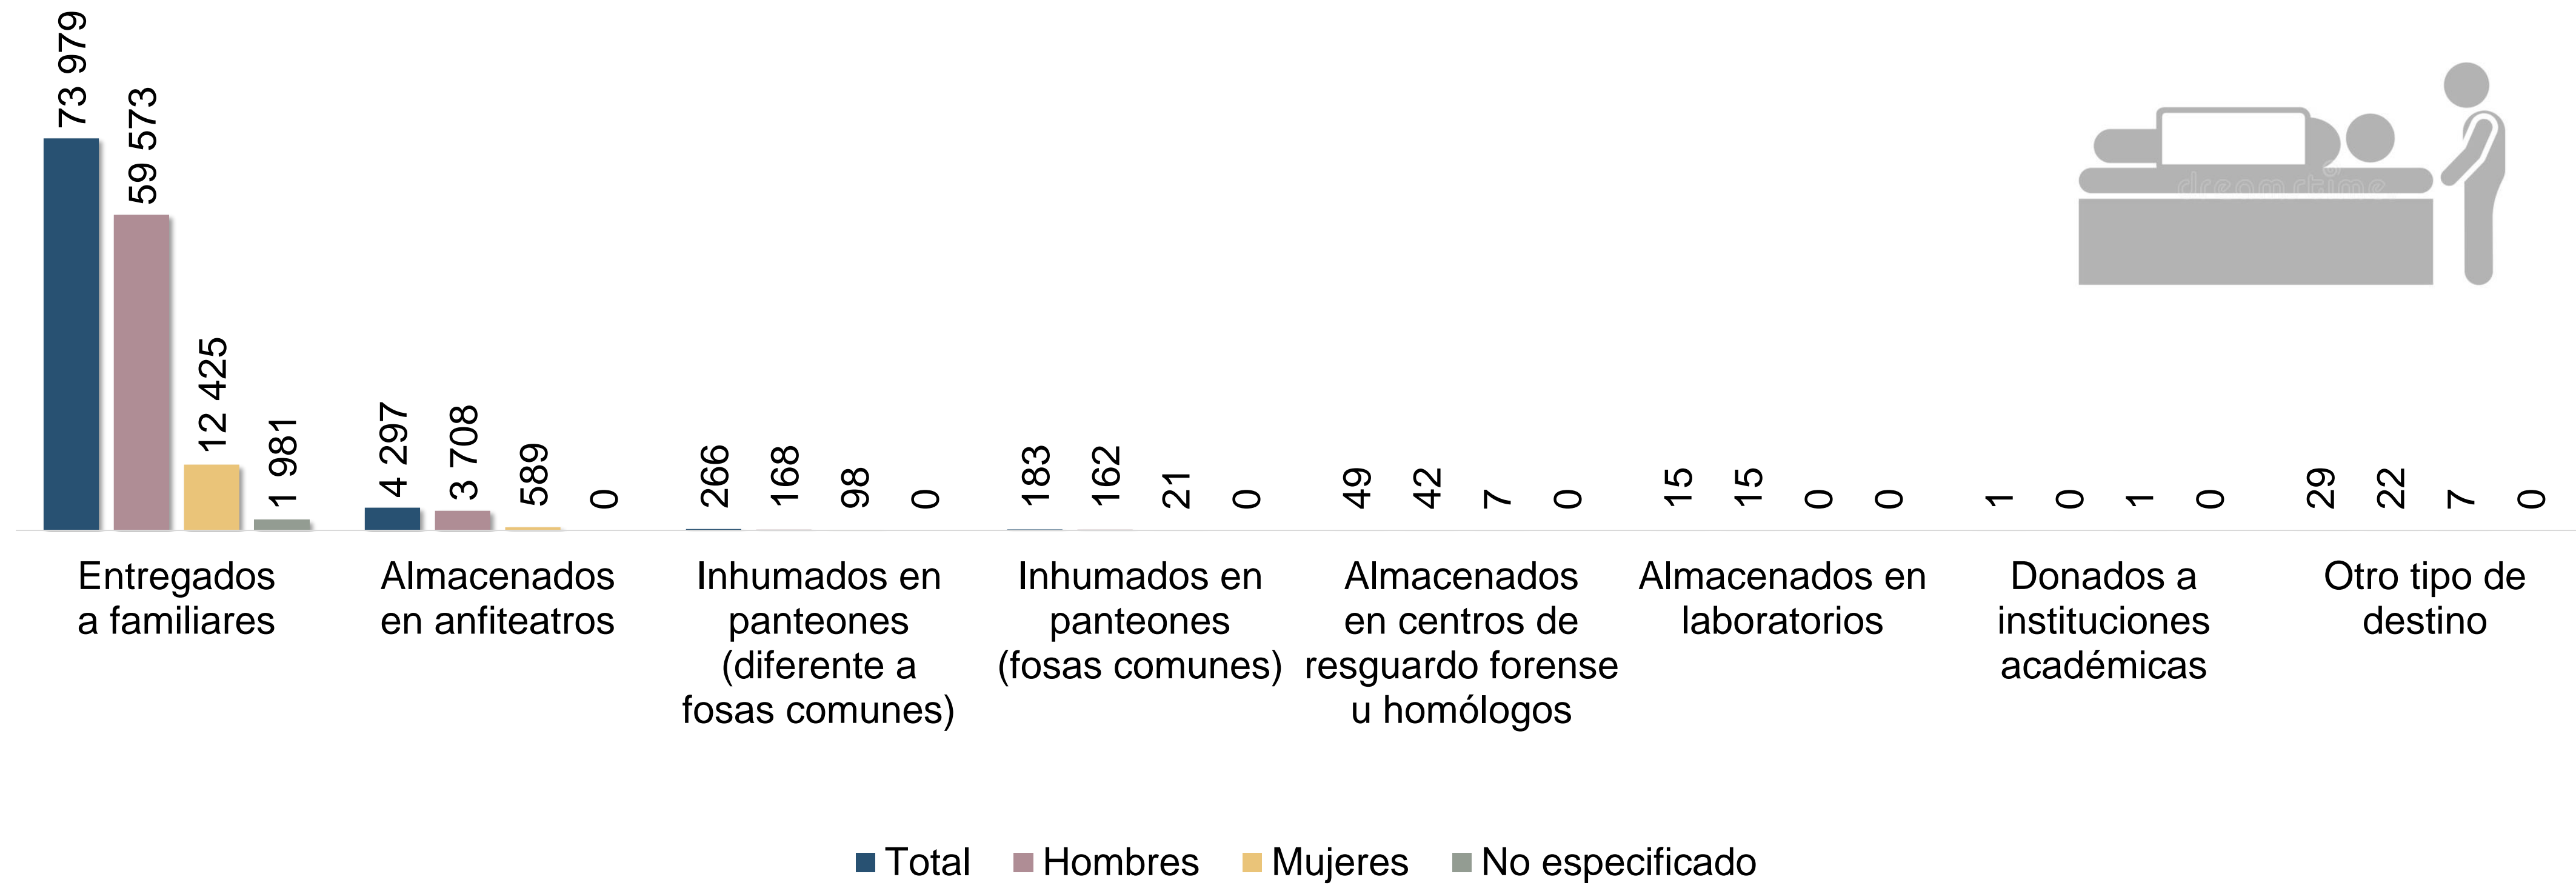 73 979
59 573
12 425
1 981
4 297
3 708
589
0
266
168
98
0
183
162
21
0
49
42
7
0
15
15
0
0
1
0
1
0
29
22
7
0
Entregados
a familiares
Almacenados
en anfiteatros
Inhumados en
panteones
(diferente a
fosas comunes)
Inhumados en
panteones
(fosas comunes)
Almacenados
en centros de
resguardo forense
u homólogos
Almacenados en
laboratorios
Donados a
instituciones
académicas
Otro tipo de
destino
Total
Hombres
Mujeres
No especificado
dreamstime